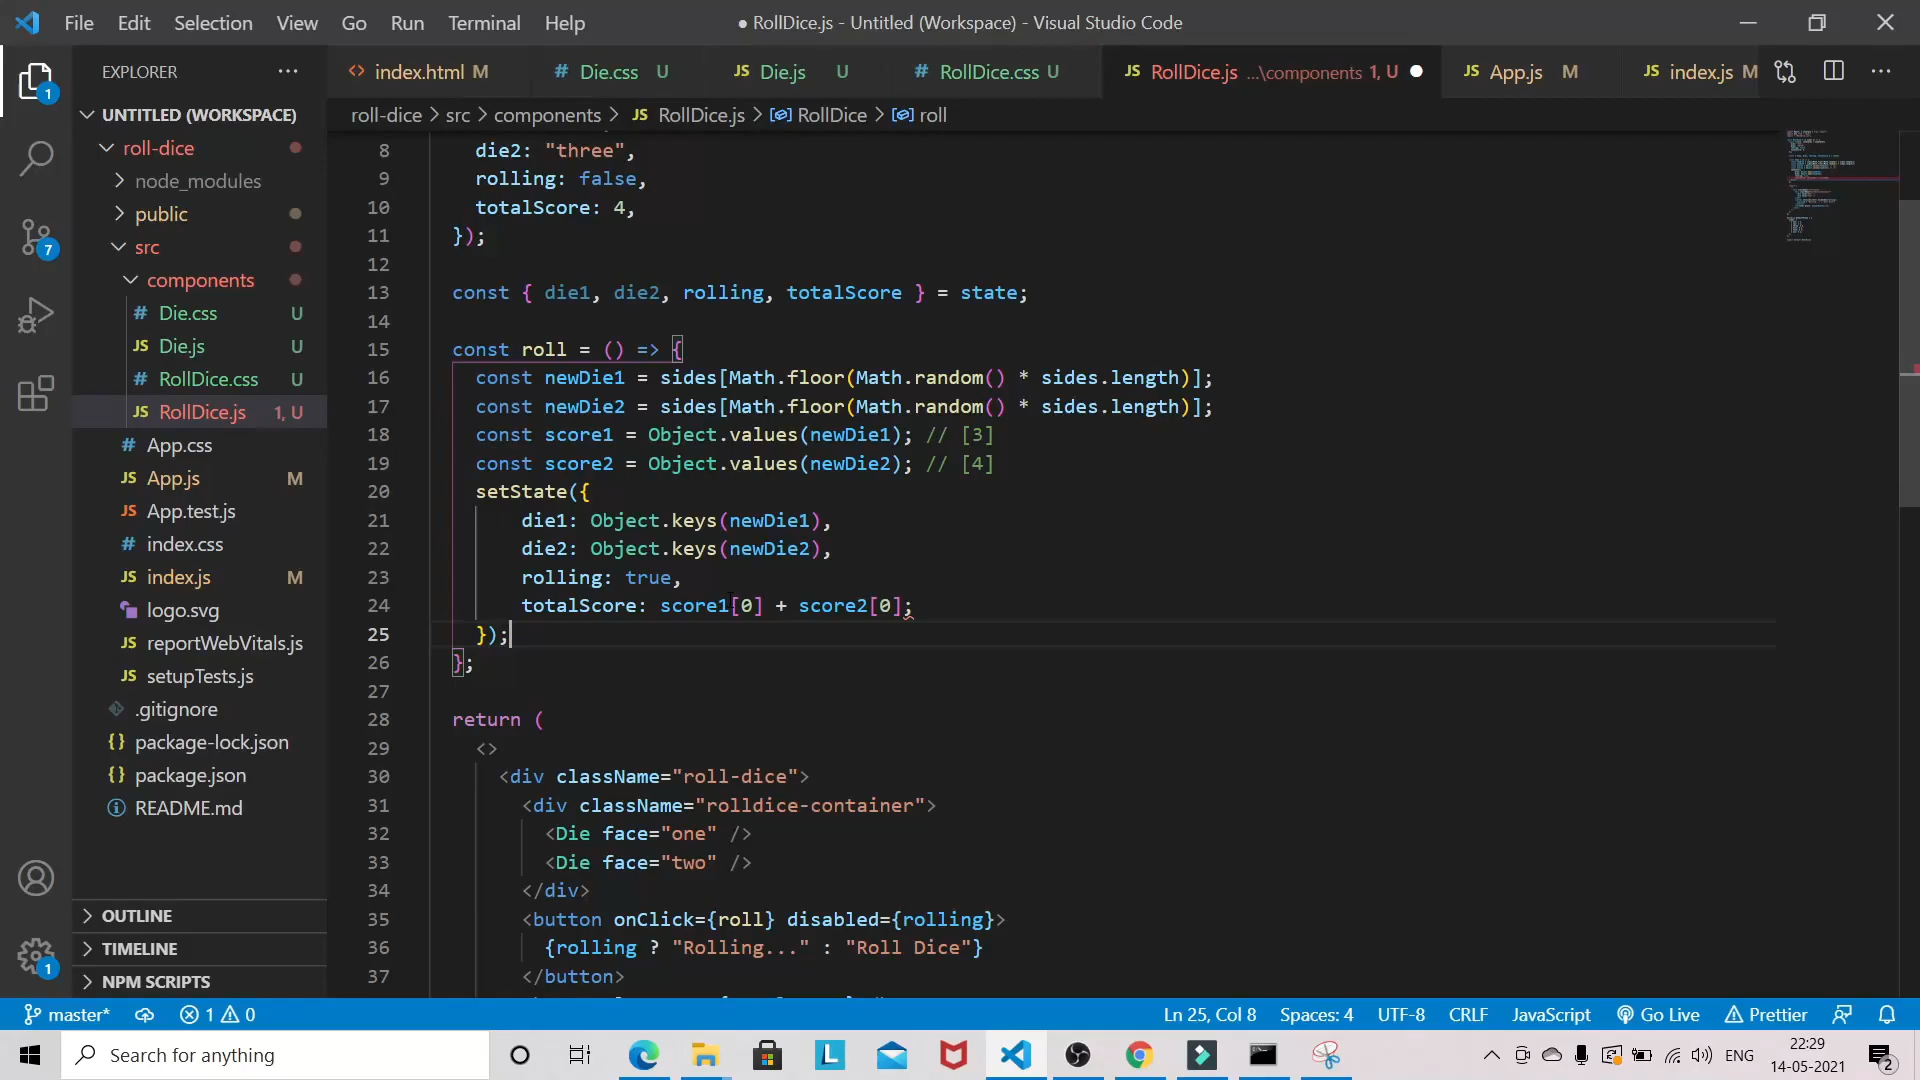 File Edit Selection View Go Run Terminal Help
● RollDice.js - Untitled (Workspace) - Visual Studio Code
EXPLORER
UNTITLED (WORKSPACE)
roll-dice
node_modules
public
src
components
# Die.css U
JS Die.js U
# RollDice.css U
JS RollDice.js 1, U
# App.css
JS App.js M
JS App.test.js
# index.css
JS index.js M
logo.svg
JS reportWebVitals.js
JS setupTests.js
.gitignore
{} package-lock.json
{} package.json
README.md
OUTLINE
TIMELINE
NPM SCRIPTS
1
7
1
<> index.html M # Die.css U JS Die.js U # RollDice.css U JS RollDice.js ...\components 1, U JS App.js M JS index.js M
roll-dice > src > components > JS RollDice.js > RollDice > roll
8 die2: "three",
9 rolling: false,
10 totalScore: 4,
11 });
12
13 const { die1, die2, rolling, totalScore } = state;
14
15 const roll = () => {
16 const newDie1 = sides[Math.floor(Math.random() * sides.length)];
17 const newDie2 = sides[Math.floor(Math.random() * sides.length)];
18 const score1 = Object.values(newDie1); // [3]
19 const score2 = Object.values(newDie2); // [4]
20 setState({
21 die1: Object.keys(newDie1),
22 die2: Object.keys(newDie2),
23 rolling: true,
24 totalScore: score1[0] + score2[0];
25 });
26 };
27
28 return (
29 <>
30 <div className="roll-dice">
31 <div className="rolldice-container">
32 <Die face="one" />
33 <Die face="two" />
34 </div>
35 <button onClick={roll} disabled={rolling}>
36 {rolling ? "Rolling..." : "Roll Dice"}
37 </button>
master* 1 0 Ln 25, Col 8 Spaces: 4 UTF-8 CRLF JavaScript Go Live Prettier
Search for anything
ENG
22:29
14-05-2021
2